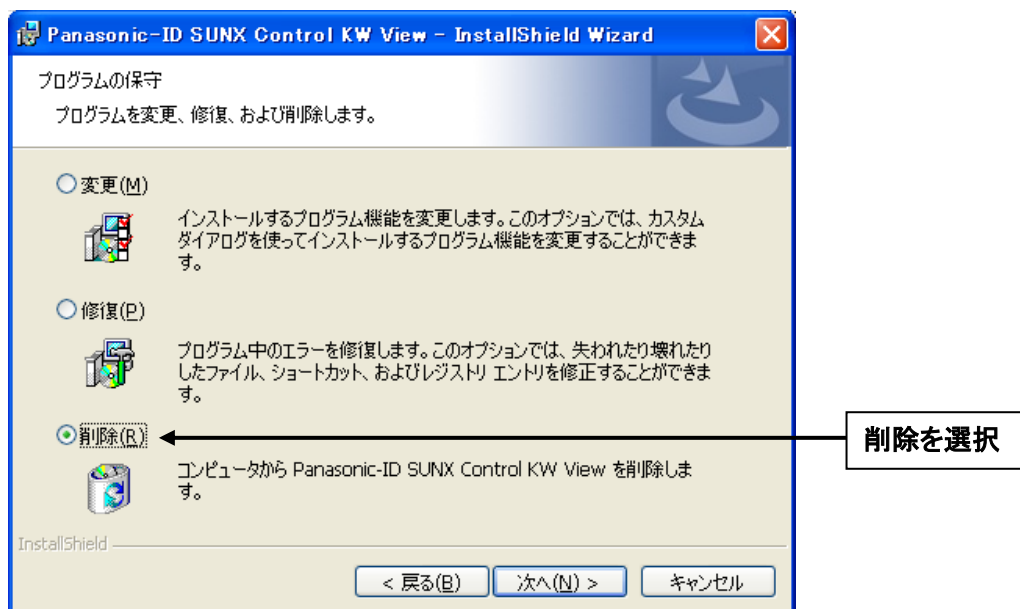 Panasonic-ID SUNX Control KW View - InstallShield Wizard
プログラムの保守
プログラムを変更、修復、および削除します。
変更(M)
インストールするプログラム機能を変更します。このオプションでは、カスタム
ダイアログを使ってインストールするプログラム機能を変更することができま
す。
修復(P)
プログラム中のエラーを修復します。このオプションでは、失われたり壊れたり
したファイル、ショートカット、およびレジストリ エントリを修正することができま
す。
削除(R)
削除を選択
コンピュータから Panasonic-ID SUNX Control KW View を削除しま
す。
InstallShield
< 戻る(B)
次へ(N) >
キャンセル